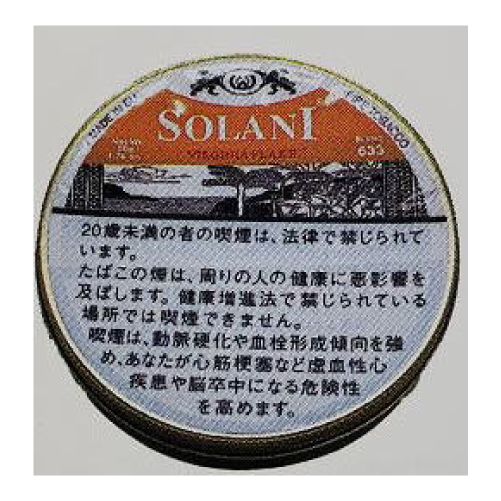 MADE IN EU
PIPE TOBACCO
SOLANI
VIRGINIA FLAKE
633
20歳未満の者の喫煙は、法律で禁じられて
います。
たばこの煙は、周りの人の健康に悪影響を
及ぼします。健康増進法で禁じられている
場所では喫煙できません。
喫煙は、動脈硬化や血栓形成傾向を強
め、あなたが心筋梗塞など虚血性心
疾患や脳卒中になる危険性
を高めます。